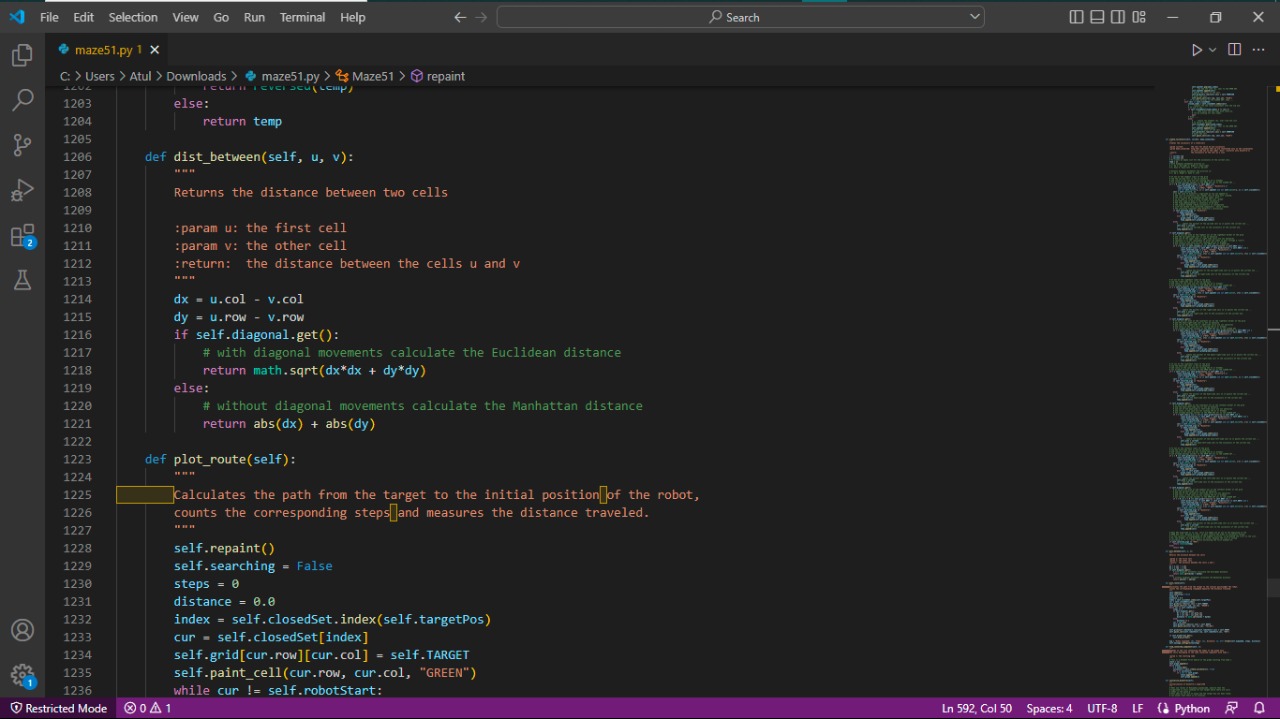 File Edit Selection View Go Run Terminal Help Search
maze51.py 1
C: > Users > Atul > Downloads > maze51.py > Maze51 > repaint
1202 return reversed(temp)
1203 else:
1204 return temp
1205
1206 def dist_between(self, u, v):
1207 """
1208 Returns the distance between two cells
1209
1210 :param u: the first cell
1211 :param v: the other cell
1212 :return:  the distance between the cells u and v
1213 """
1214 dx = u.col - v.col
1215 dy = u.row - v.row
1216 if self.diagonal.get():
1217 # with diagonal movements calculate the Euclidean distance
1218 return math.sqrt(dx*dx + dy*dy)
1219 else:
1220 # without diagonal movements calculate the Manhattan distance
1221 return abs(dx) + abs(dy)
1222
1223 def plot_route(self):
1224 """
1225 Calculates the path from the target to the initial position of the robot,
1226 counts the corresponding steps and measures the distance traveled.
1227 """
1228 self.repaint()
1229 self.searching = False
1230 steps = 0
1231 distance = 0.0
1232 index = self.closedSet.index(self.targetPos)
1233 cur = self.closedSet[index]
1234 self.grid[cur.row][cur.col] = self.TARGET
1235 self.paint_cell(cur.row, cur.col, "GREEN")
1236 while cur != self.robotStart:
2
1
Restricted Mode 0 1 Ln 592, Col 50 Spaces: 4 UTF-8 LF Python